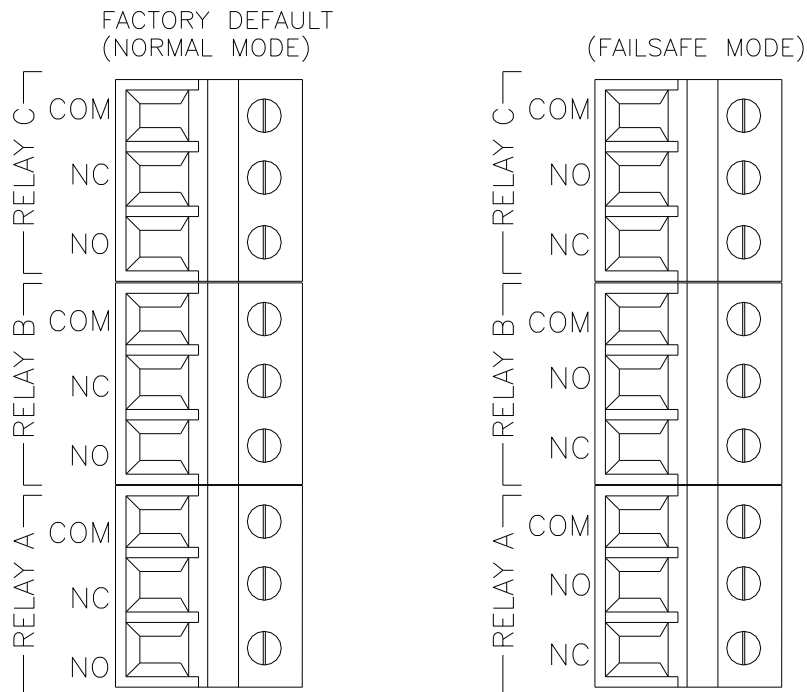 FACTORY DEFAULT
(NORMAL MODE)
RELAY C
COM
NC
NO
RELAY B
COM
NC
NO
RELAY A
COM
NC
NO
(FAILSAFE MODE)
RELAY C
COM
NO
NC
RELAY B
COM
NO
NC
RELAY A
COM
NO
NC